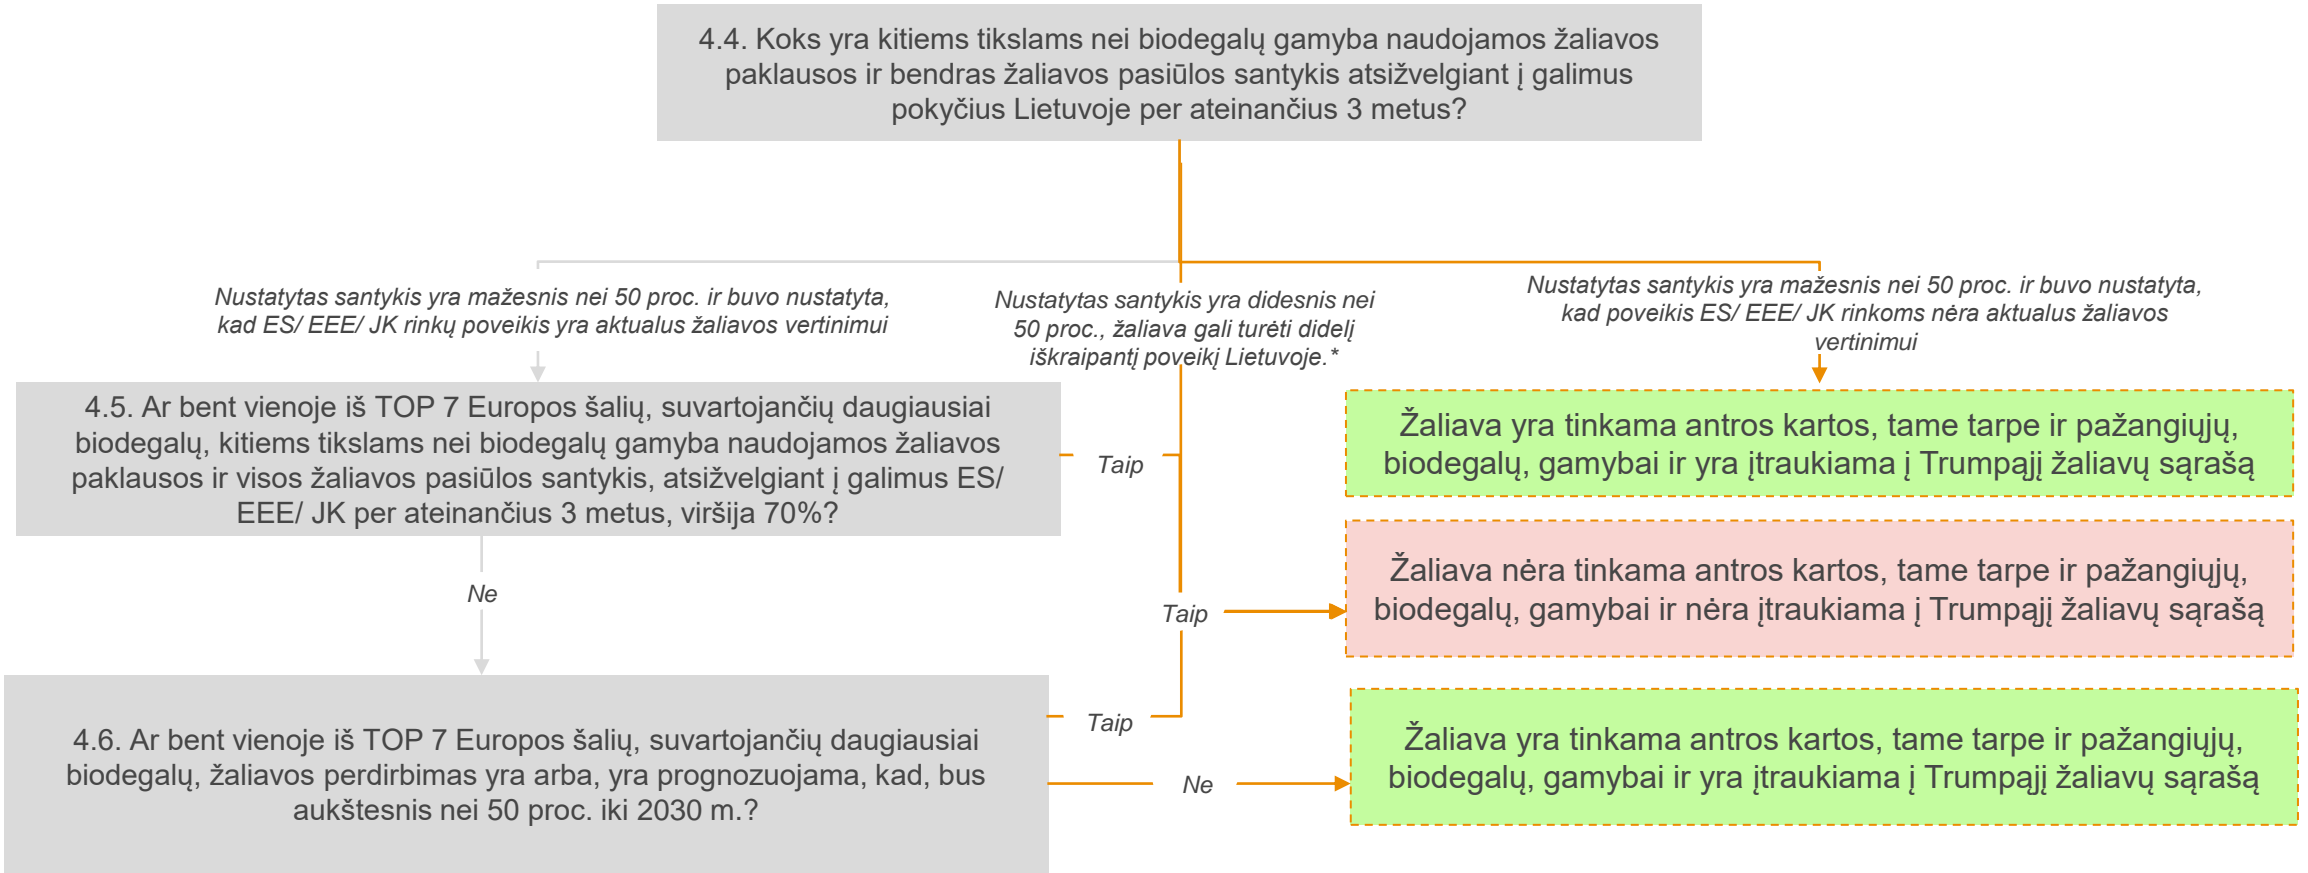 4.4. Koks yra kitiems tikslams nei biodegalų gamyba naudojamos žaliavos
paklausos ir bendras žaliavos pasiūlos santykis atsižvelgiant į galimus
pokyčius Lietuvoje per ateinančius 3 metus?
Nustatytas santykis yra mažesnis nei 50 proc. ir buvo nustatyta,
kad ES/ EEE/ JK rinkų poveikis yra aktualus žaliavos vertinimui
Nustatytas santykis yra didesnis nei
50 proc., žaliava gali turėti didelį
iškraipantį poveikį Lietuvoje.*
Nustatytas santykis yra mažesnis nei 50 proc. ir buvo nustatyta,
kad poveikis ES/ EEE/ JK rinkoms nėra aktualus žaliavos
vertinimui
4.5. Ar bent vienoje iš TOP 7 Europos šalių, suvartojančių daugiausiai
biodegalų, kitiems tikslams nei biodegalų gamyba naudojamos žaliavos
paklausos ir visos žaliavos pasiūlos santykis, atsižvelgiant į galimus ES/
EEE/ JK per ateinančius 3 metus, viršija 70%?
Taip
Žaliava yra tinkama antros kartos, tame tarpe ir pažangiųjų,
biodegalų, gamybai ir yra įtraukiama į Trumpąjį žaliavų sąrašą
Ne
Taip
Žaliava nėra tinkama antros kartos, tame tarpe ir pažangiųjų,
biodegalų, gamybai ir nėra įtraukiama į Trumpąjį žaliavų sąrašą
4.6. Ar bent vienoje iš TOP 7 Europos šalių, suvartojančių daugiausiai
biodegalų, žaliavos perdirbimas yra arba, yra prognozuojama, kad, bus
aukštesnis nei 50 proc. iki 2030 m.?
Taip
Ne
Žaliava yra tinkama antros kartos, tame tarpe ir pažangiųjų,
biodegalų, gamybai ir yra įtraukiama į Trumpąjį žaliavų sąrašą